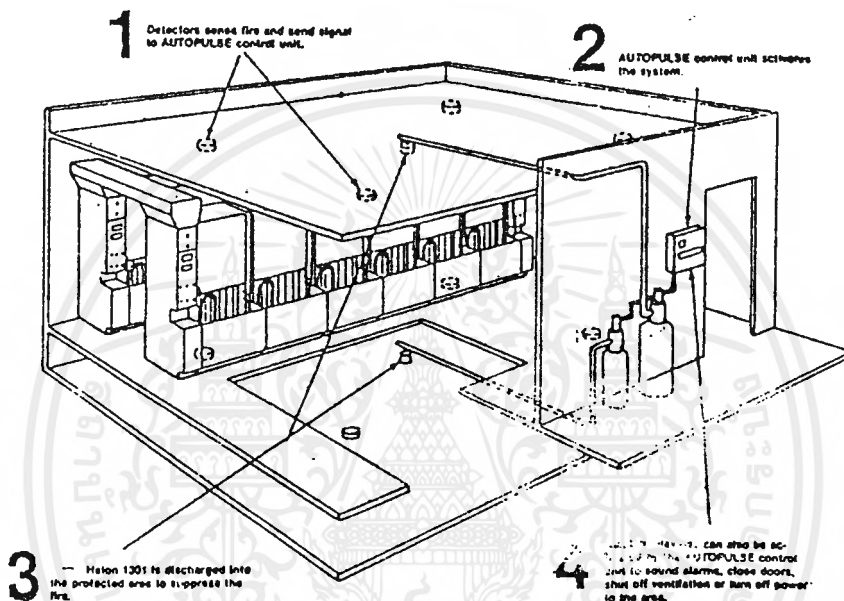 1
Detectors sense fire and send signal
to AUTOPULSE control unit.
2
AUTOPULSE control unit activates
the system.
3
— Halon 1301 is discharged into
the protected area to suppress the
fire.
4
can also be ac-
the AUTOPULSE control
unit to sound alarms, close doors,
shut off ventilation or turn off power
to the area.